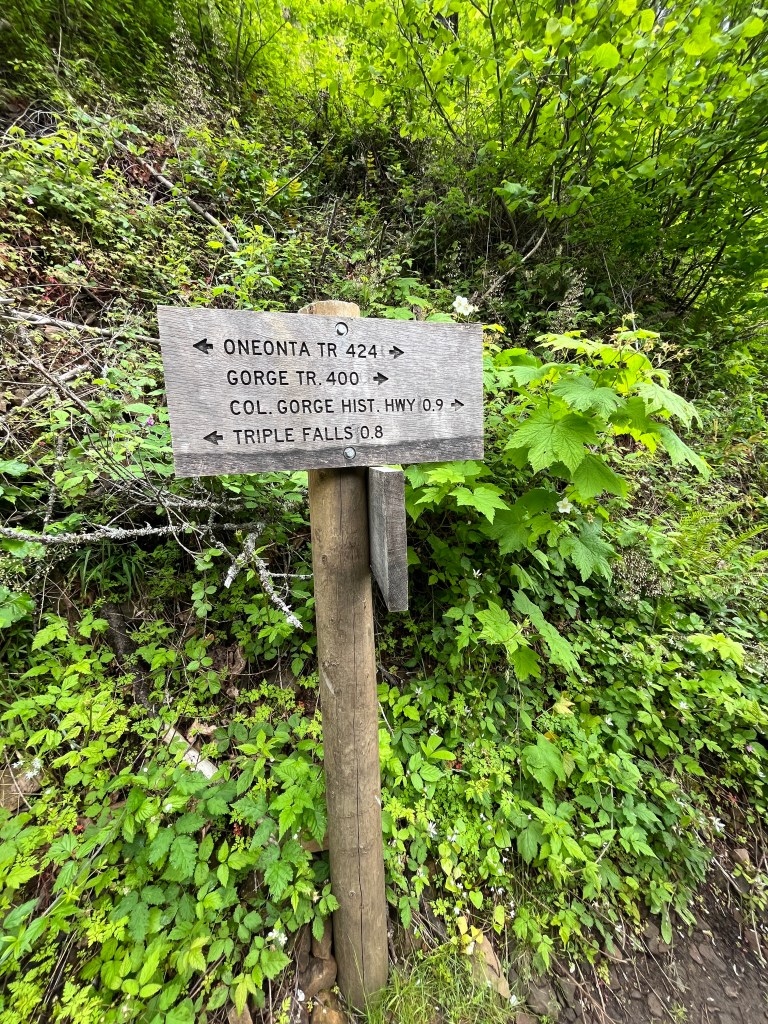 ← ONEONTA TR 424 →
GORGE TR. 400 →
COL. GORGE HIST. HWY 0.9 →
← TRIPLE FALLS 0.8